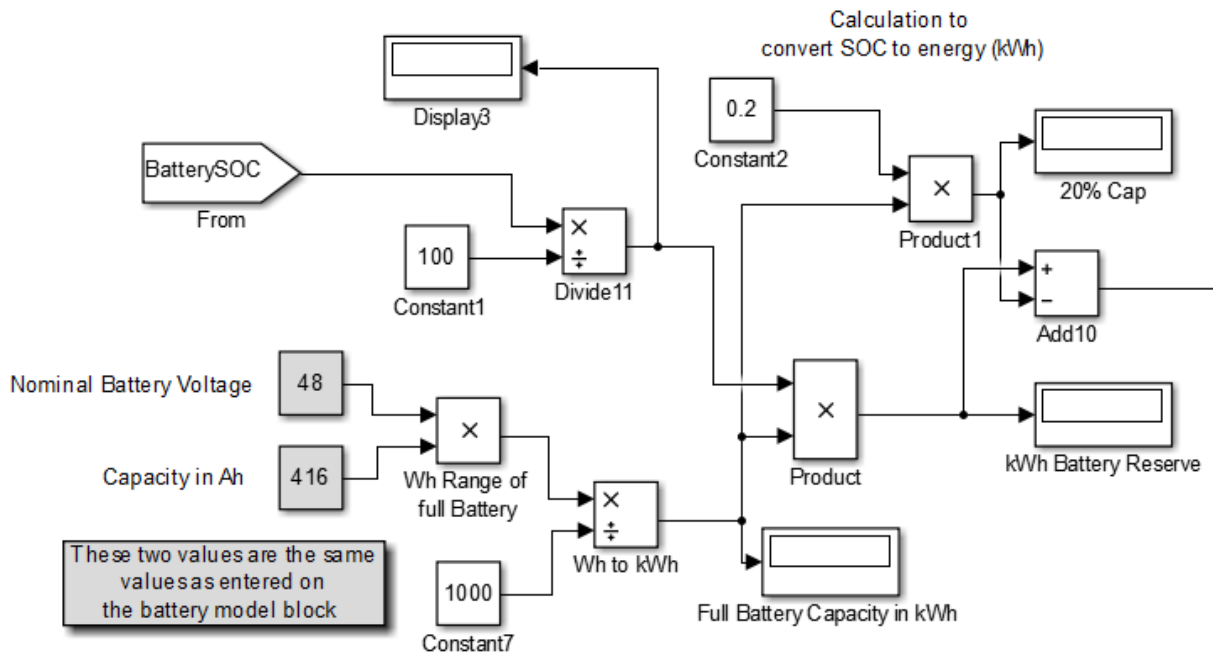 Calculation to
convert SOC to energy (kWh)
Display3
0.2
Constant2
BatterySOC
From
×
20% Cap
Product1
100
Constant1
×
÷
Divide11
+
−
Add10
Nominal Battery Voltage
48
×
Capacity in Ah
416
Wh Range of
full Battery
×
Product
kWh Battery Reserve
×
÷
Wh to kWh
These two values are the same
values as entered on
the battery model block
1000
Constant7
Full Battery Capacity in kWh